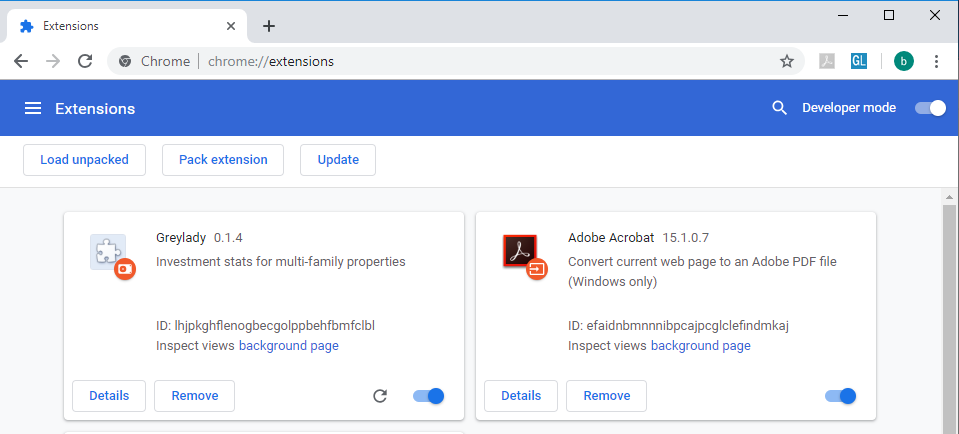 Extensions
Chrome chrome://extensions GL b
Extensions Developer mode
Load unpacked Pack extension Update
Greylady 0.1.4
Investment stats for multi-family properties
ID: lhjpkghflenogbecgolppbehfbmfclbl
Inspect views background page
Details Remove
Adobe Acrobat 15.1.0.7
Convert current web page to an Adobe PDF file
(Windows only)
ID: efaidnbmnnnibpcajpcglclefindmkaj
Inspect views background page
Details Remove